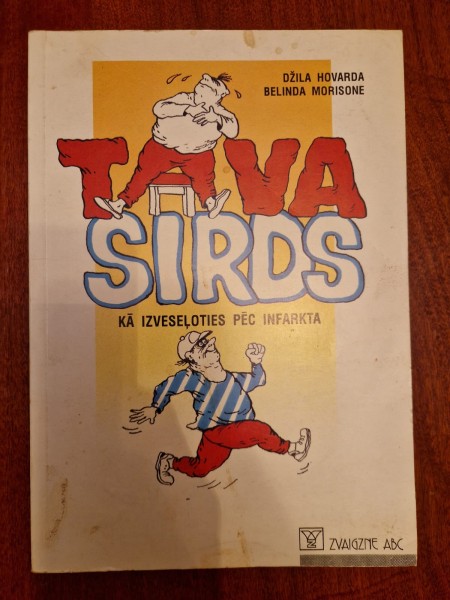 DŽILA HOVARDA
BELINDA MORISONE
TAVA
SIRDS
KĀ IZVESEĻOTIES PĒC INFARKTA
ZVAIGZNE ABC